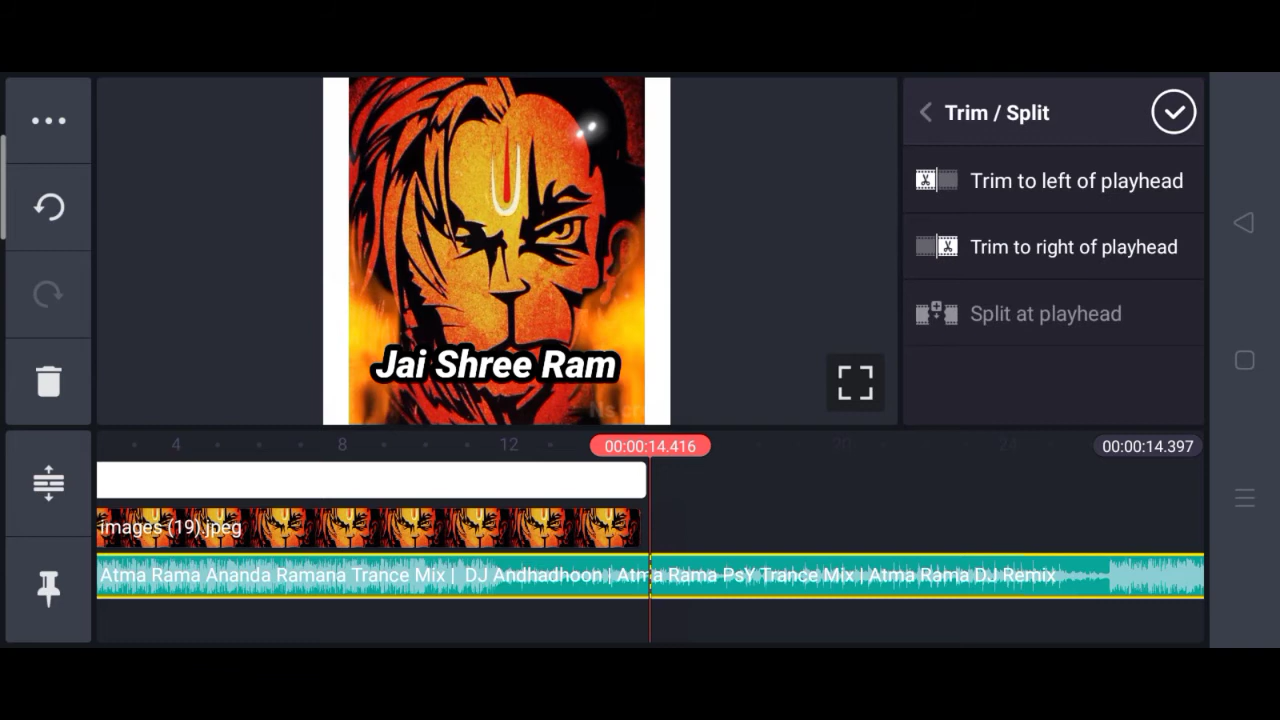 Trim / Split
Trim to left of playhead
Trim to right of playhead
Split at playhead
Jai Shree Ram
4 8 12 00:00:14.416 20 24 00:00:14.397
images (19).jpeg
Atma Rama Ananda Ramana Trance Mix | DJ Andhadhoon | Atma Rama PsY Trance Mix | Atma Rama DJ Remix